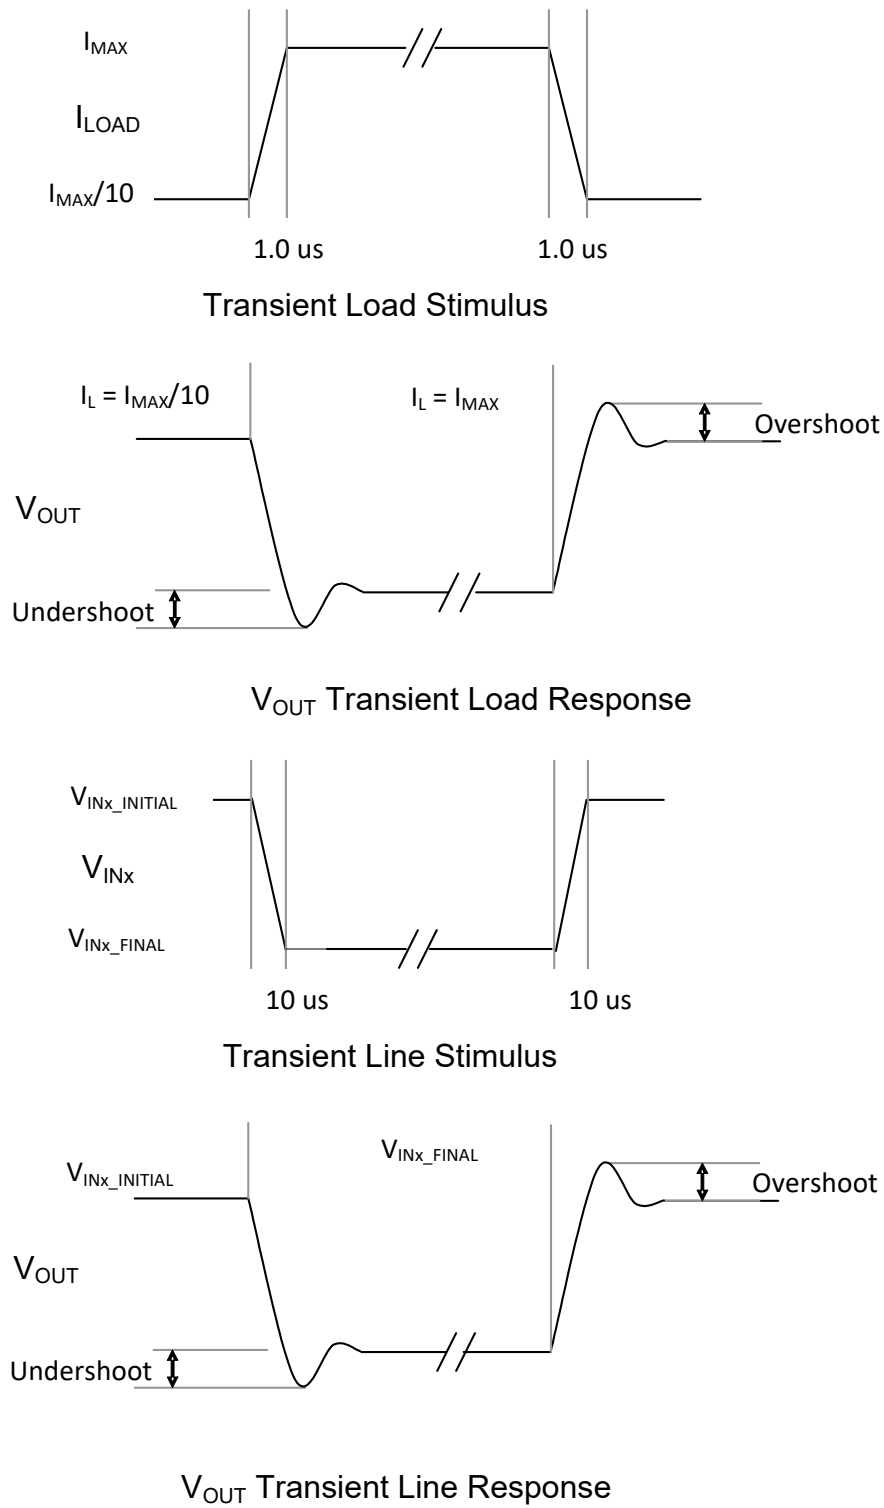 I_MAX
I_LOAD
I_MAX/10
1.0 us 1.0 us
Transient Load Stimulus
I_L = I_MAX/10 I_L = I_MAX
Overshoot
V_OUT
Undershoot
V_OUT Transient Load Response
V_INx_INITIAL
V_INx
V_INx_FINAL
10 us 10 us
Transient Line Stimulus
V_INx_INITIAL V_INx_FINAL
Overshoot
V_OUT
Undershoot
V_OUT Transient Line Response